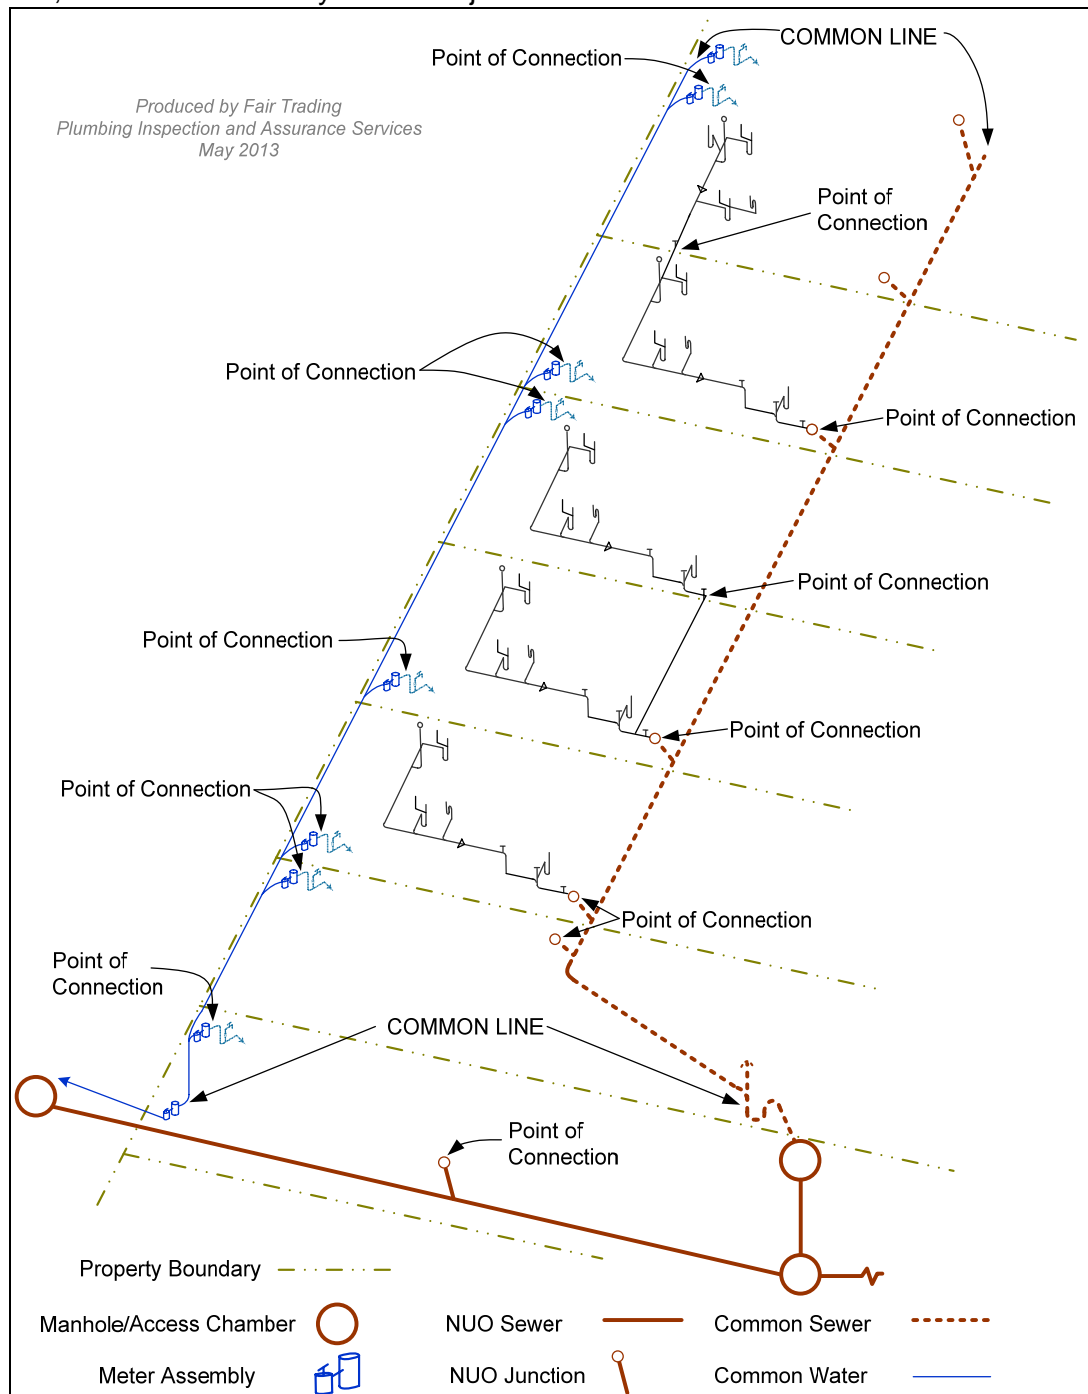 COMMON LINE
Point of Connection
Produced by Fair Trading
Plumbing Inspection and Assurance Services
May 2013
Point of
Connection
Point of Connection
Point of Connection
Point of Connection
Point of Connection
Point of Connection
Point of Connection
Point of Connection
Point of
Connection
COMMON LINE
Point of
Connection
Property Boundary
Manhole/Access Chamber
NUO Sewer
Common Sewer
Meter Assembly
NUO Junction
Common Water